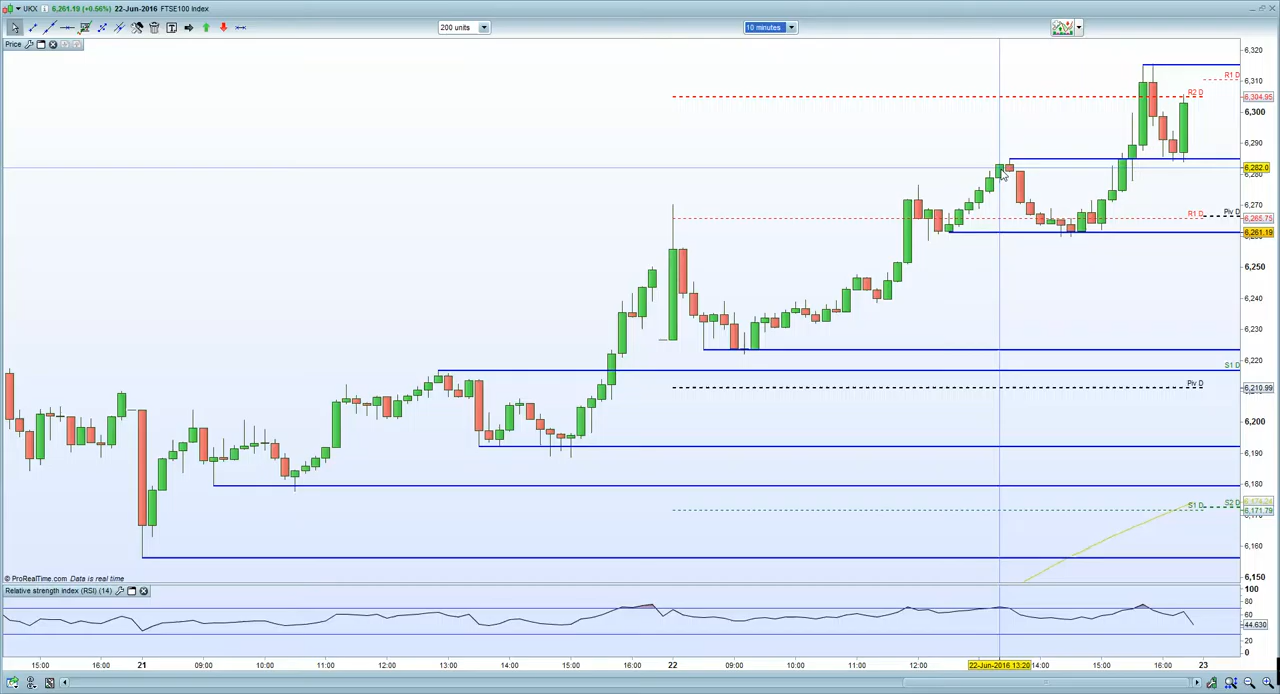 UKX 6,261.19 (+0.56%) 22-Jun-2016 FTSE100 Index
200 units
10 minutes
Price
6,320
R1 D
6,310
R2 D
6,304.95
6,300
6,290
6,282.0
6,280
6,270
Piv D
R1 D
6,265.75
6,261.19
6,250
6,240
6,230
6,220
S1 D
Piv D
6,210.99
6,200
6,190
6,180
S2 D
S1 D
6,171.79
6,160
© ProRealTime.com Data is real time
6,150
Relative strength index (RSI) (14)
100
80
60
44.630
20
0
15:00 16:00 21 09:00 10:00 11:00 12:00 13:00 14:00 15:00 16:00 22 09:00 10:00 11:00 12:00 22-Jun-2016 13:20 14:00 15:00 16:00 23